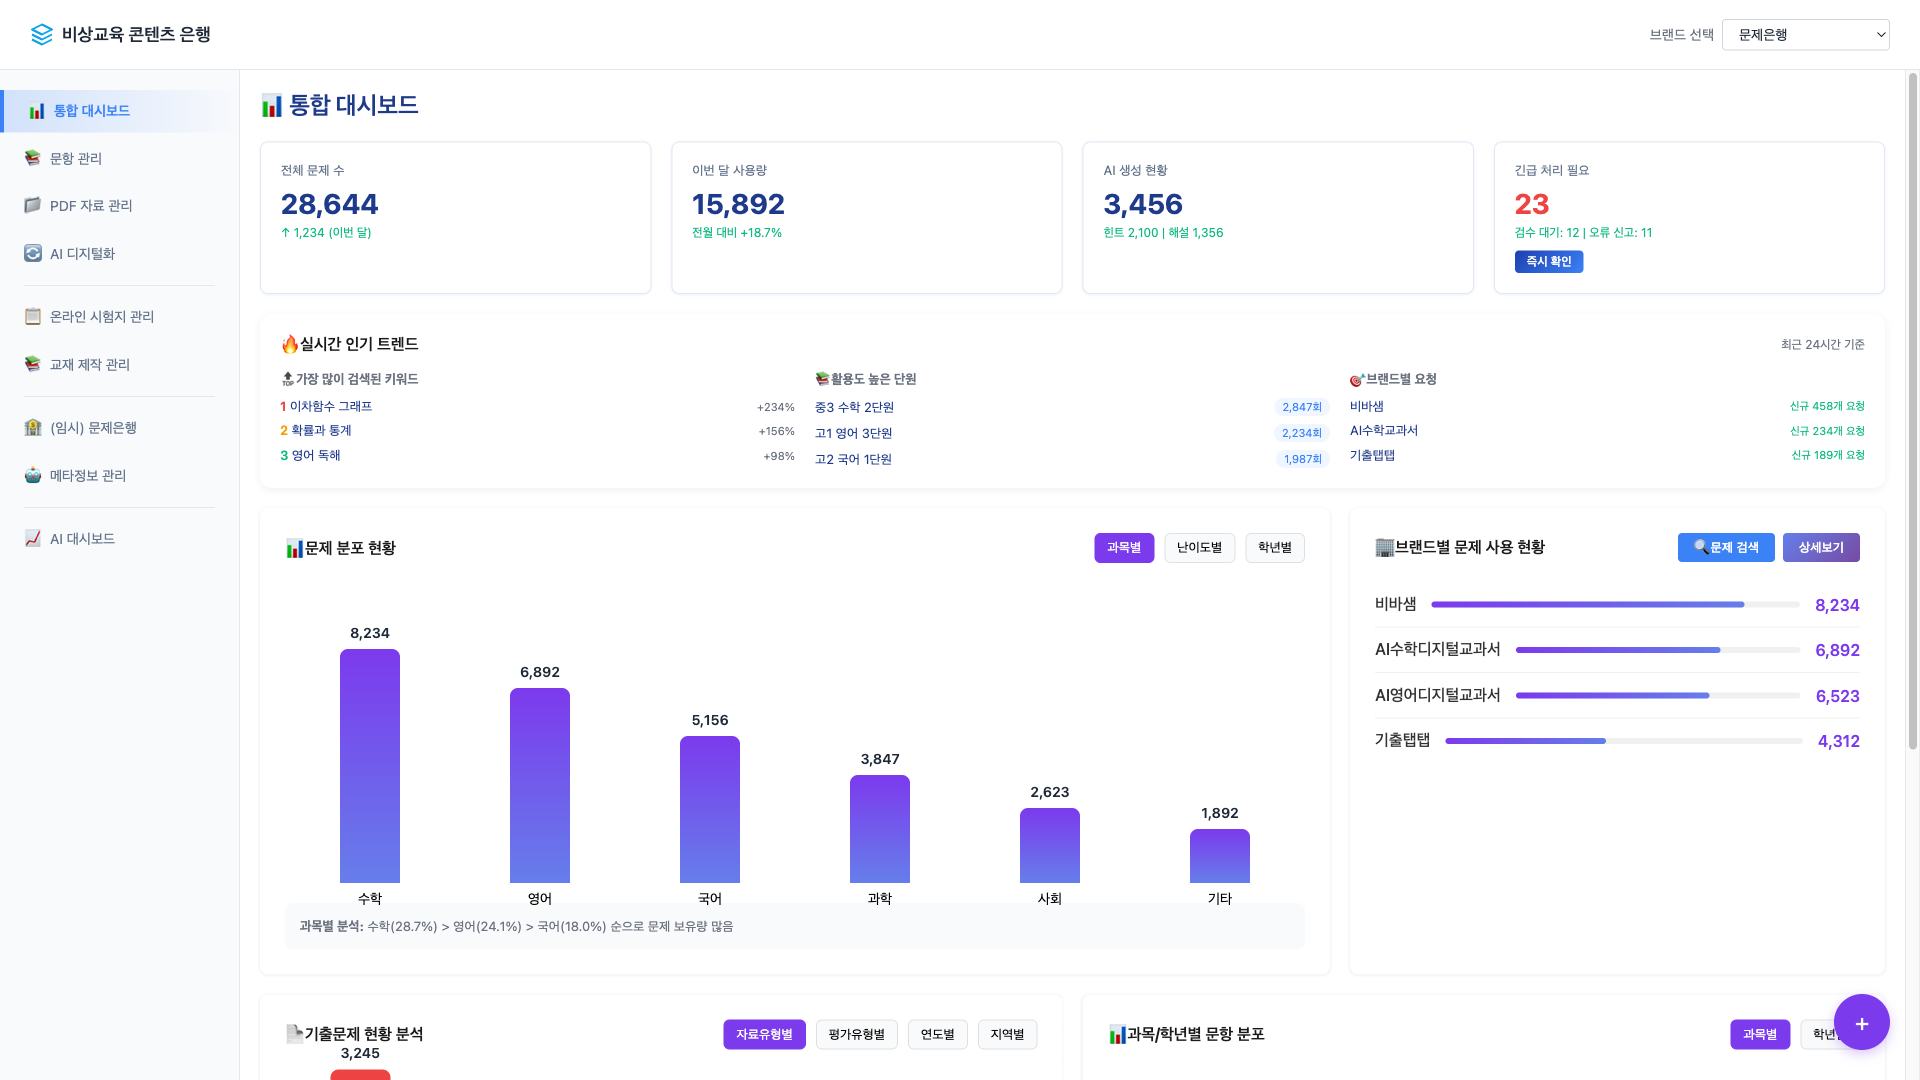 비상교육 콘텐츠 은행
브랜드 선택
문제은행
통합 대시보드
문항 관리
PDF 자료 관리
AI 디지털화
온라인 시험지 관리
교재 제작 관리
(임시) 문제은행
메타정보 관리
AI 대시보드
통합 대시보드
전체 문제 수
28,644
↑ 1,234 (이번 달)
이번 달 사용량
15,892
전월 대비 +18.7%
AI 생성 현황
3,456
힌트 2,100 | 해설 1,356
긴급 처리 필요
23
검수 대기: 12 | 오류 신고: 11
즉시 확인
실시간 인기 트렌드
최근 24시간 기준
TOP 가장 많이 검색된 키워드
1 이차함수 그래프 +234%
2 확률과 통계 +156%
3 영어 독해 +98%
활용도 높은 단원
중3 수학 2단원 2,847회
고1 영어 3단원 2,234회
고2 국어 1단원 1,987회
브랜드별 요청
비바샘 신규 458개 요청
AI수학교과서 신규 234개 요청
기출탭탭 신규 189개 요청
문제 분포 현황
과목별 난이도별 학년별
8,234
6,892
5,156
3,847
2,623
1,892
수학 영어 국어 과학 사회 기타
과목별 분석: 수학(28.7%) > 영어(24.1%) > 국어(18.0%) 순으로 문제 보유량 많음
브랜드별 문제 사용 현황
문제 검색 상세보기
비바샘 8,234
AI수학디지털교과서 6,892
AI영어디지털교과서 6,523
기출탭탭 4,312
기출문제 현황 분석
자료유형별 평가유형별 연도별 지역별
3,245
과목/학년별 문항 분포
과목별
+